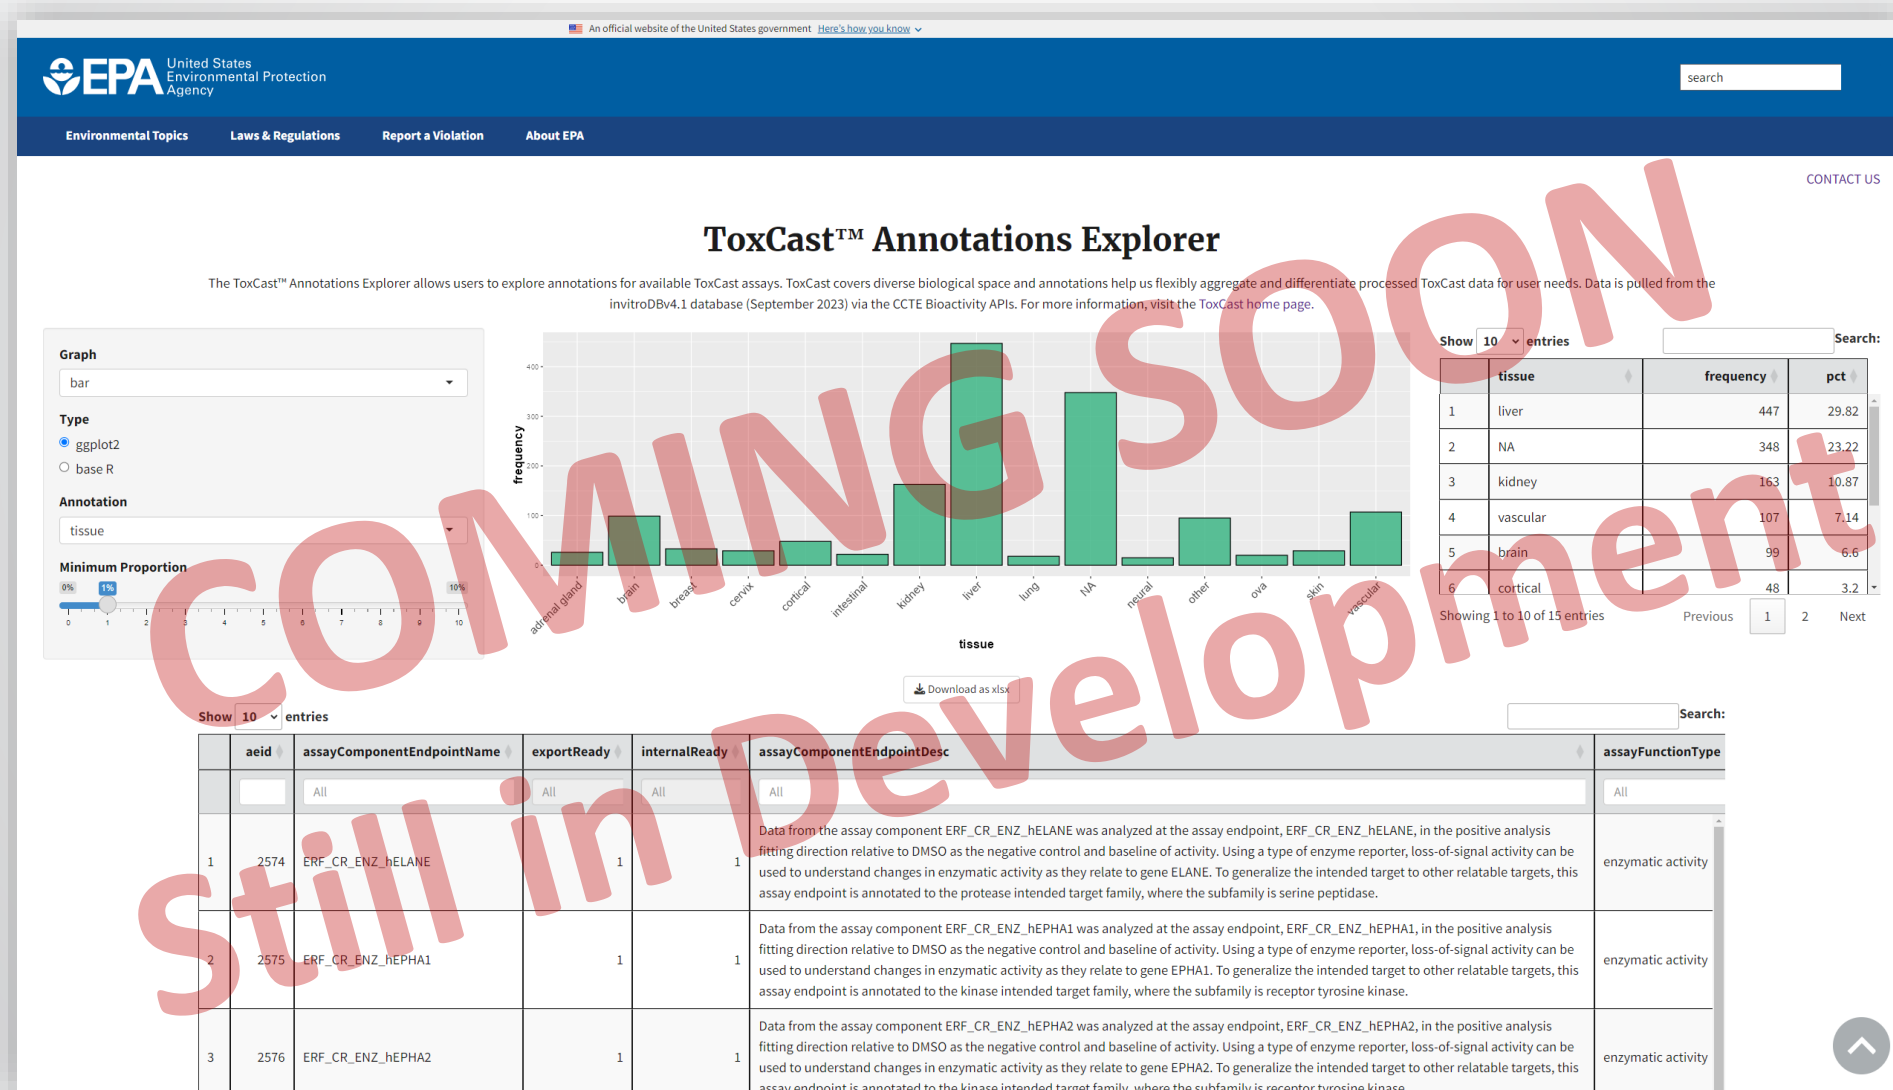 An official website of the United States government Here's how you know
EPA United States
Environmental Protection
Agency
search
Environmental Topics Laws & Regulations Report a Violation About EPA
CONTACT US
ToxCast™ Annotations Explorer
The ToxCast™ Annotations Explorer allows users to explore annotations for available ToxCast assays. ToxCast covers diverse biological space and annotations help us flexibly aggregate and differentiate processed ToxCast data for user needs. Data is pulled from the
invitroDBv4.1 database (September 2023) via the CCTE Bioactivity APIs. For more information, visit the ToxCast home page.
Graph
bar
Type
ggplot2
base R
Annotation
tissue
Minimum Proportion
0% 1% 10%
0 1 2 3 4 5 6 7 8 9 10
frequency
400
300
200
100
0
adrenal gland brain breast cervix cortical intestinal kidney liver lung NA neural other ova skin vascular
tissue
Show 10 entries Search:
tissue frequency pct
1 liver 447 29.82
2 NA 348 23.22
3 kidney 163 10.87
4 vascular 107 7.14
5 brain 99 6.6
6 cortical 48 3.2
Showing 1 to 10 of 15 entries Previous 1 2 Next
Download as xlsx
Show 10 entries Search:
aeid assayComponentEndpointName exportReady internalReady assayComponentEndpointDesc assayFunctionType
All All All All All
1 2574 ERF_CR_ENZ_hELANE 1 1
Data from the assay component ERF_CR_ENZ_hELANE was analyzed at the assay endpoint, ERF_CR_ENZ_hELANE, in the positive analysis
fitting direction relative to DMSO as the negative control and baseline of activity. Using a type of enzyme reporter, loss-of-signal activity can be
used to understand changes in enzymatic activity as they relate to gene ELANE. To generalize the intended target to other relatable targets, this
assay endpoint is annotated to the protease intended target family, where the subfamily is serine peptidase.
enzymatic activity
2 2575 ERF_CR_ENZ_hEPHA1 1 1
Data from the assay component ERF_CR_ENZ_hEPHA1 was analyzed at the assay endpoint, ERF_CR_ENZ_hEPHA1, in the positive analysis
fitting direction relative to DMSO as the negative control and baseline of activity. Using a type of enzyme reporter, loss-of-signal activity can be
used to understand changes in enzymatic activity as they relate to gene EPHA1. To generalize the intended target to other relatable targets, this
assay endpoint is annotated to the kinase intended target family, where the subfamily is receptor tyrosine kinase.
enzymatic activity
3 2576 ERF_CR_ENZ_hEPHA2 1 1
Data from the assay component ERF_CR_ENZ_hEPHA2 was analyzed at the assay endpoint, ERF_CR_ENZ_hEPHA2, in the positive analysis
fitting direction relative to DMSO as the negative control and baseline of activity. Using a type of enzyme reporter, loss-of-signal activity can be
used to understand changes in enzymatic activity as they relate to gene EPHA2. To generalize the intended target to other relatable targets, this
assay endpoint is annotated to the kinase intended target family, where the subfamily is receptor tyrosine kinase.
enzymatic activity
COMING SOON
Still in Development